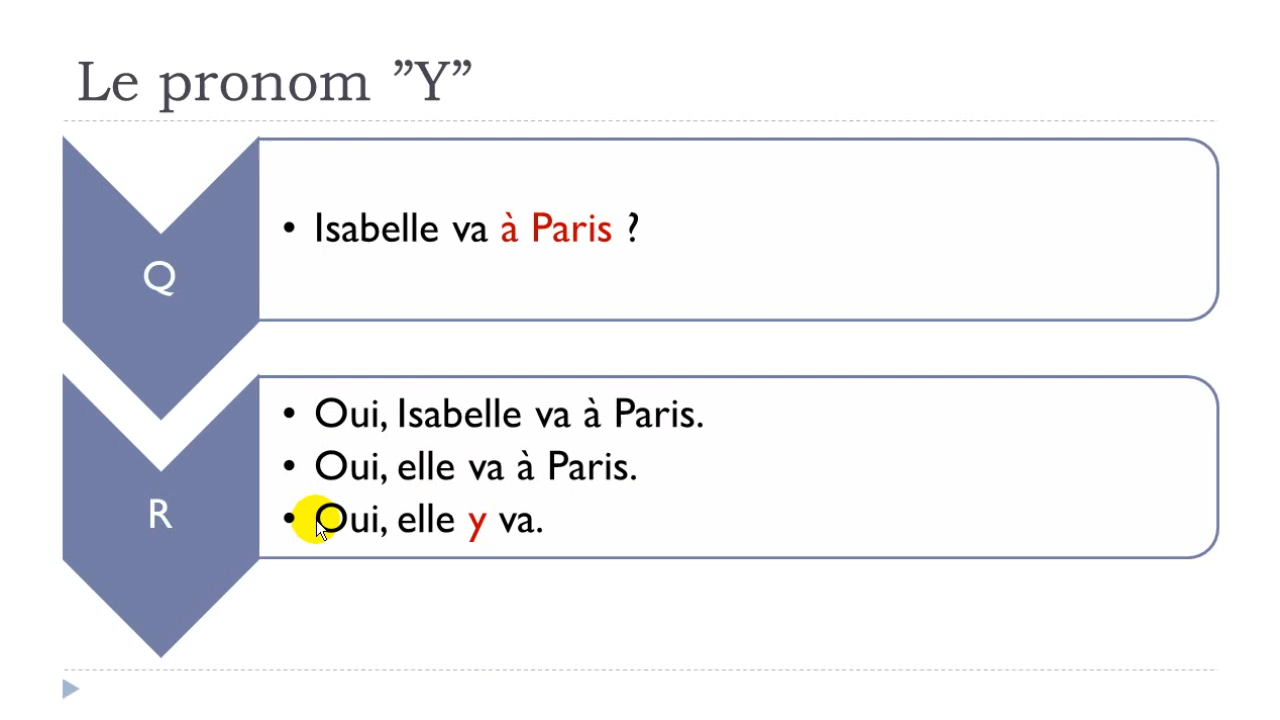 Le pronom ”Y”
Q
• Isabelle va à Paris ?
R
• Oui, Isabelle va à Paris.
• Oui, elle va à Paris.
• Oui, elle y va.